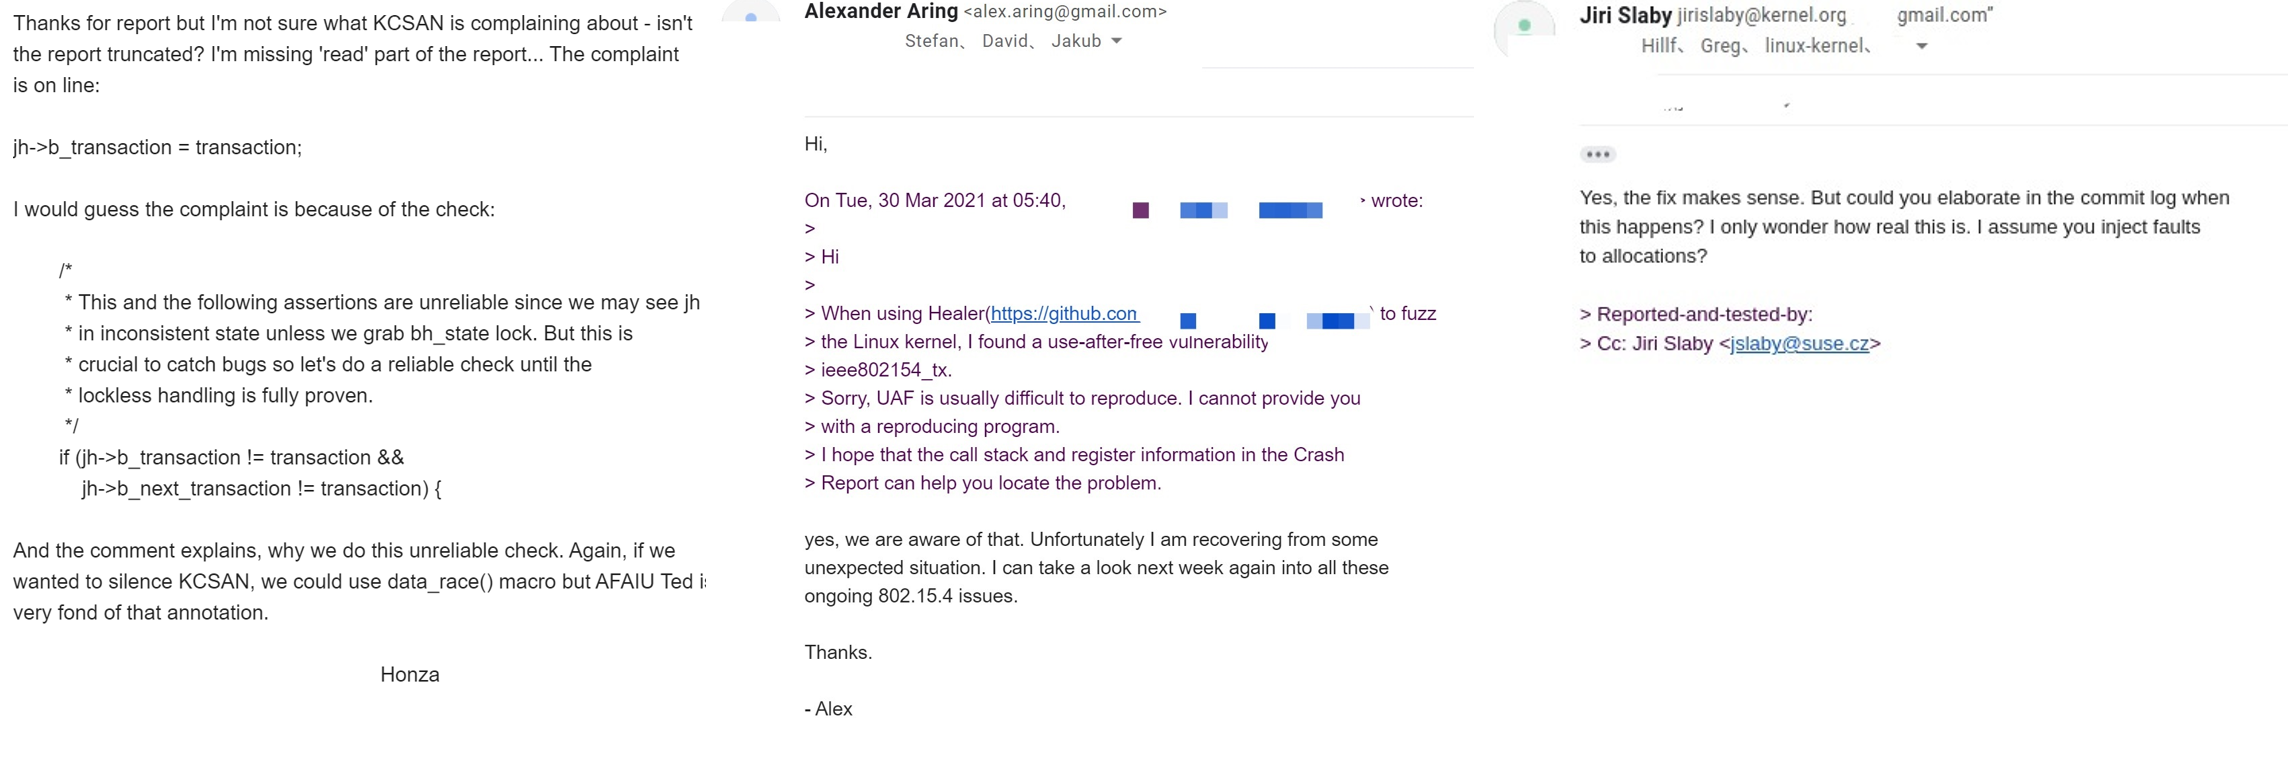 Thanks for report but I'm not sure what KCSAN is complaining about - isn't
the report truncated? I'm missing 'read' part of the report... The complaint
is on line:
jh->b_transaction = transaction;
I would guess the complaint is because of the check:
/*
* This and the following assertions are unreliable since we may see jh
* in inconsistent state unless we grab bh_state lock. But this is
* crucial to catch bugs so let's do a reliable check until the
* lockless handling is fully proven.
*/
if (jh->b_transaction != transaction &&
jh->b_next_transaction != transaction) {
And the comment explains, why we do this unreliable check. Again, if we
wanted to silence KCSAN, we could use data_race() macro but AFAIU Ted is
very fond of that annotation.
Honza
Alexander Aring <alex.aring@gmail.com>
Stefan、 David、 Jakub
Hi,
On Tue, 30 Mar 2021 at 05:40, wrote:
>
> Hi
>
> When using Healer(https://github.con to fuzz
> the Linux kernel, I found a use-after-free vulnerability
> ieee802154_tx.
> Sorry, UAF is usually difficult to reproduce. I cannot provide you
> with a reproducing program.
> I hope that the call stack and register information in the Crash
> Report can help you locate the problem.
yes, we are aware of that. Unfortunately I am recovering from some
unexpected situation. I can take a look next week again into all these
ongoing 802.15.4 issues.
Thanks.
- Alex
Jiri Slaby jirislaby@kernel.org gmail.com"
Hillf、 Greg、 linux-kernel、
Yes, the fix makes sense. But could you elaborate in the commit log when
this happens? I only wonder how real this is. I assume you inject faults
to allocations?
> Reported-and-tested-by:
> Cc: Jiri Slaby <jslaby@suse.cz>